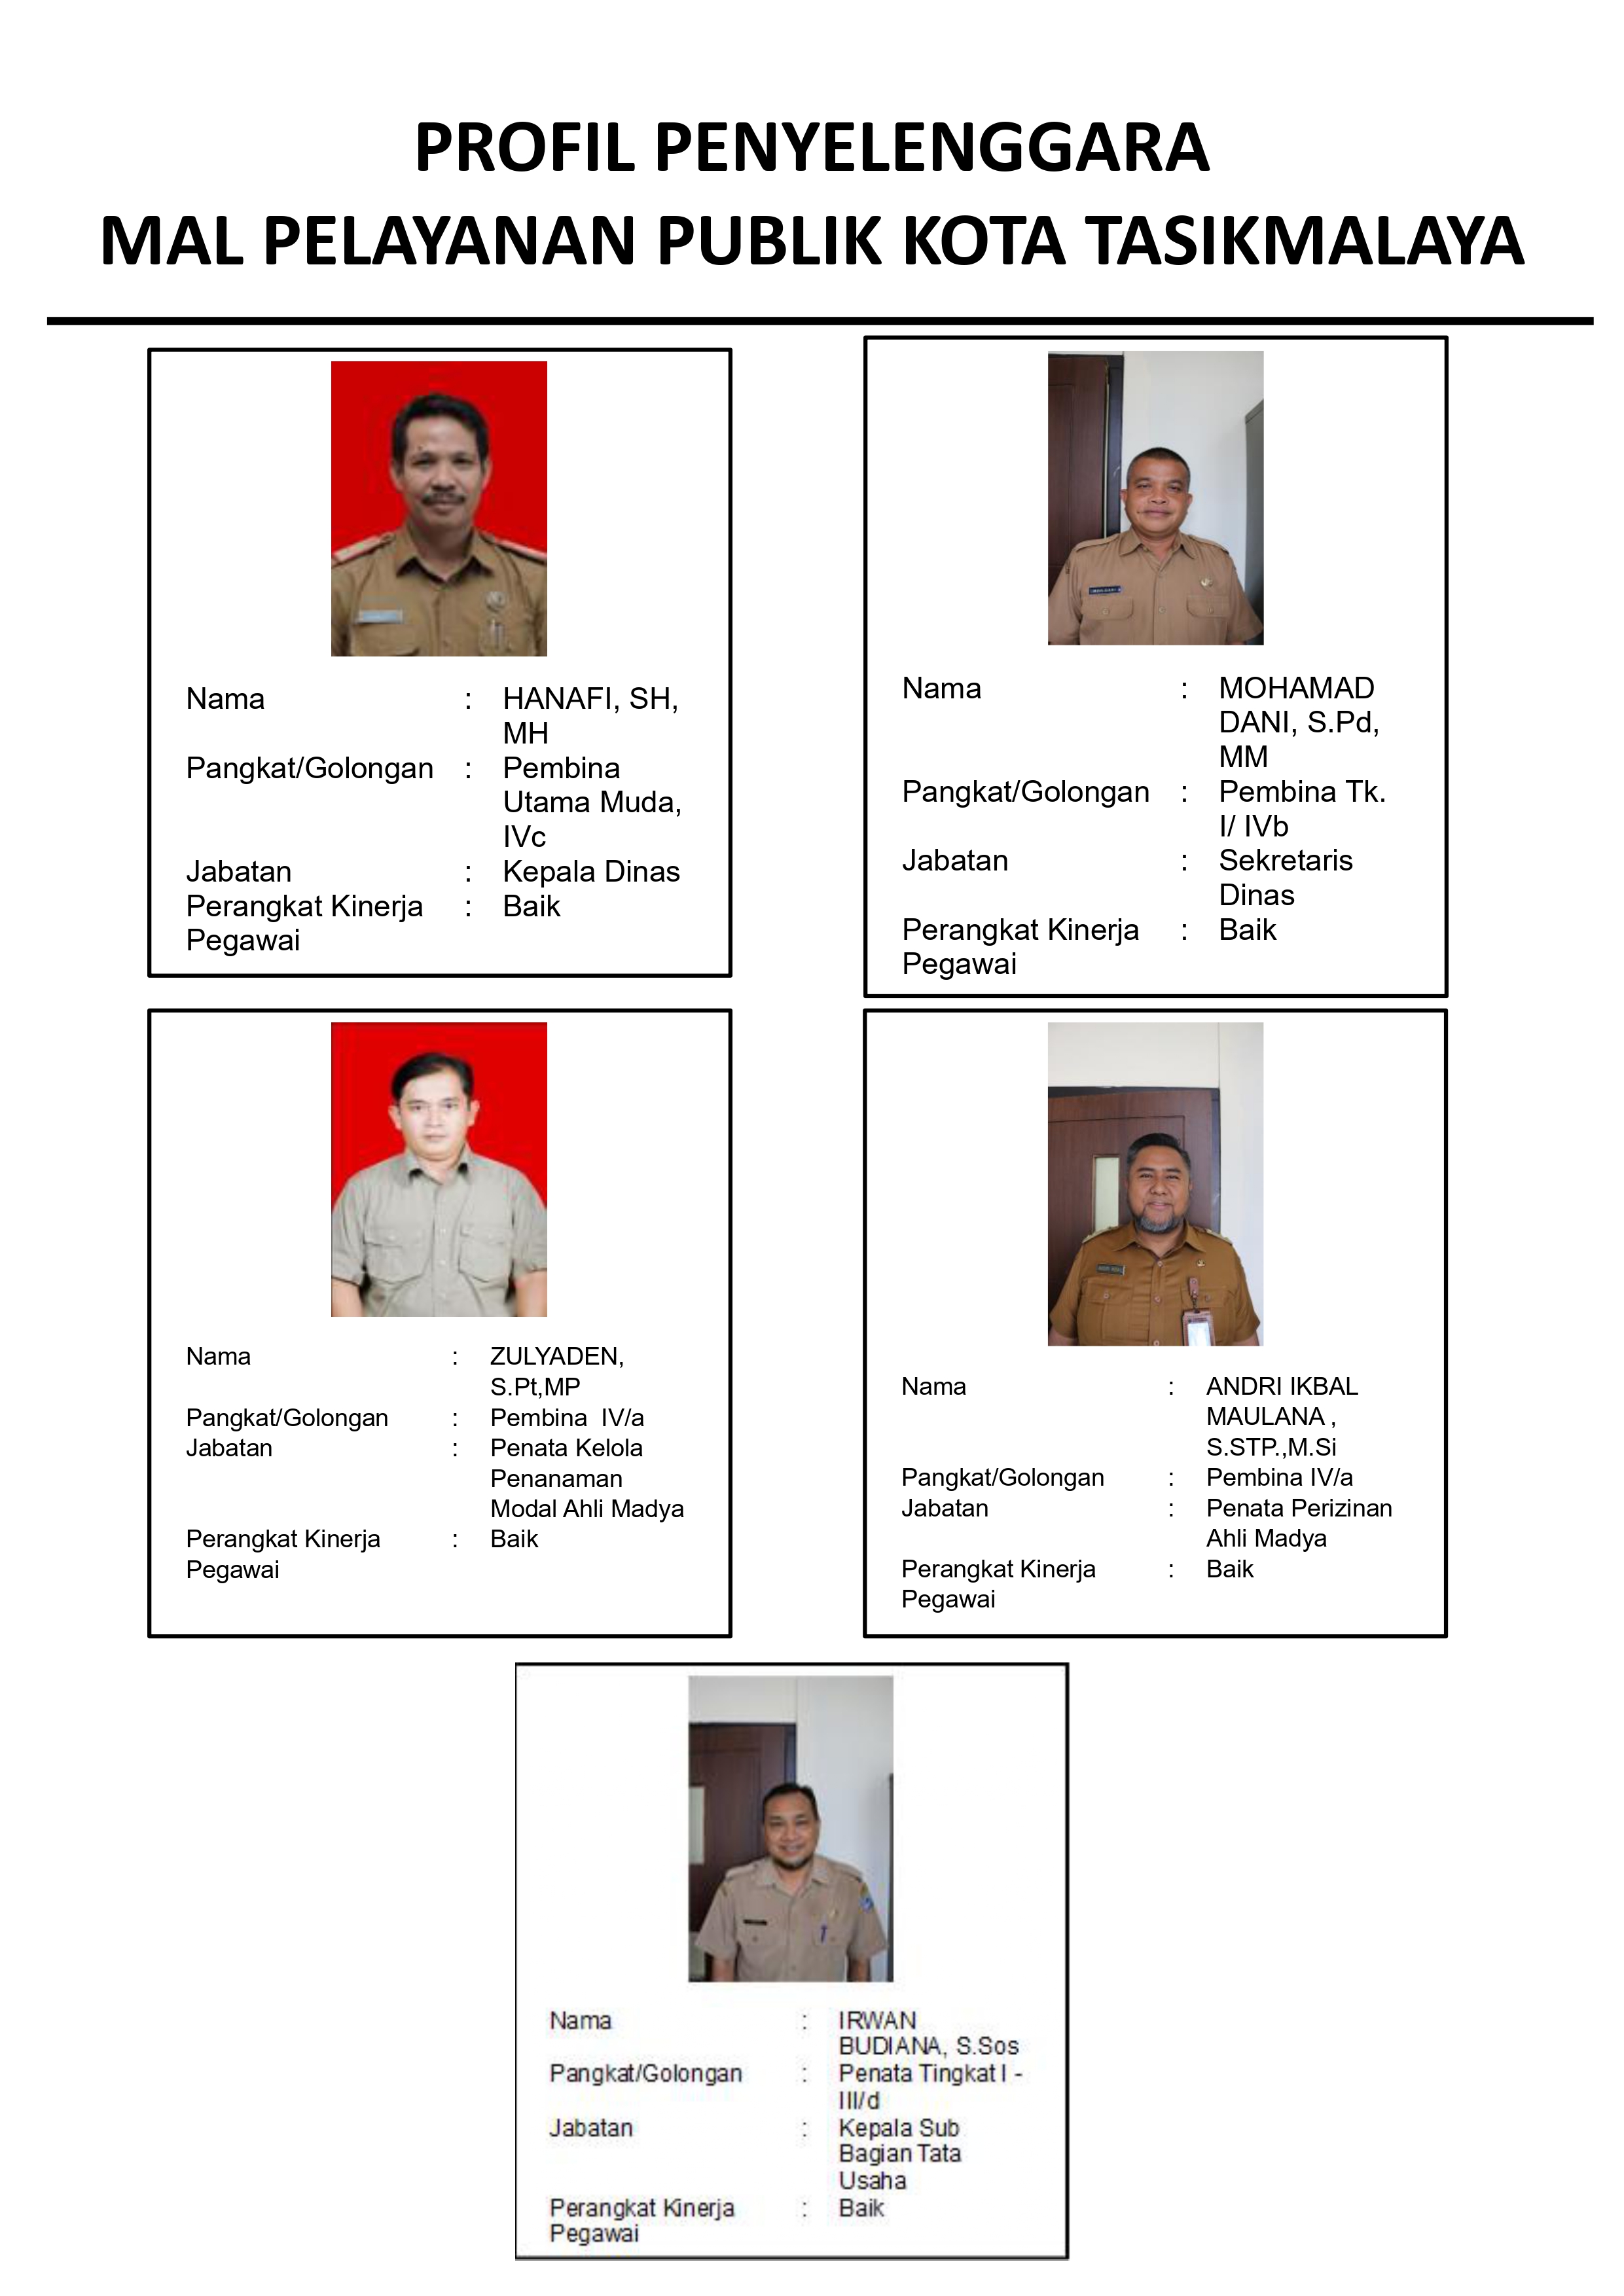 PROFIL PENYELENGGARA
MAL PELAYANAN PUBLIK KOTA TASIKMALAYA
Nama : HANAFI, SH,
MH
Pangkat/Golongan : Pembina
Utama Muda,
IVc
Jabatan : Kepala Dinas
Perangkat Kinerja : Baik
Pegawai
Nama : MOHAMAD
DANI, S.Pd,
MM
Pangkat/Golongan : Pembina Tk.
I/ IVb
Jabatan : Sekretaris
Dinas
Perangkat Kinerja : Baik
Pegawai
Nama : ZULYADEN,
S.Pt,MP
Pangkat/Golongan : Pembina IV/a
Jabatan : Penata Kelola
Penanaman
Modal Ahli Madya
Perangkat Kinerja : Baik
Pegawai
Nama : ANDRI IKBAL
MAULANA ,
S.STP.,M.Si
Pangkat/Golongan : Pembina IV/a
Jabatan : Penata Perizinan
Ahli Madya
Perangkat Kinerja : Baik
Pegawai
Nama : IRWAN
BUDIANA, S.Sos
Pangkat/Golongan : Penata Tingkat I -
III/d
Jabatan : Kepala Sub
Bagian Tata
Usaha
Perangkat Kinerja : Baik
Pegawai